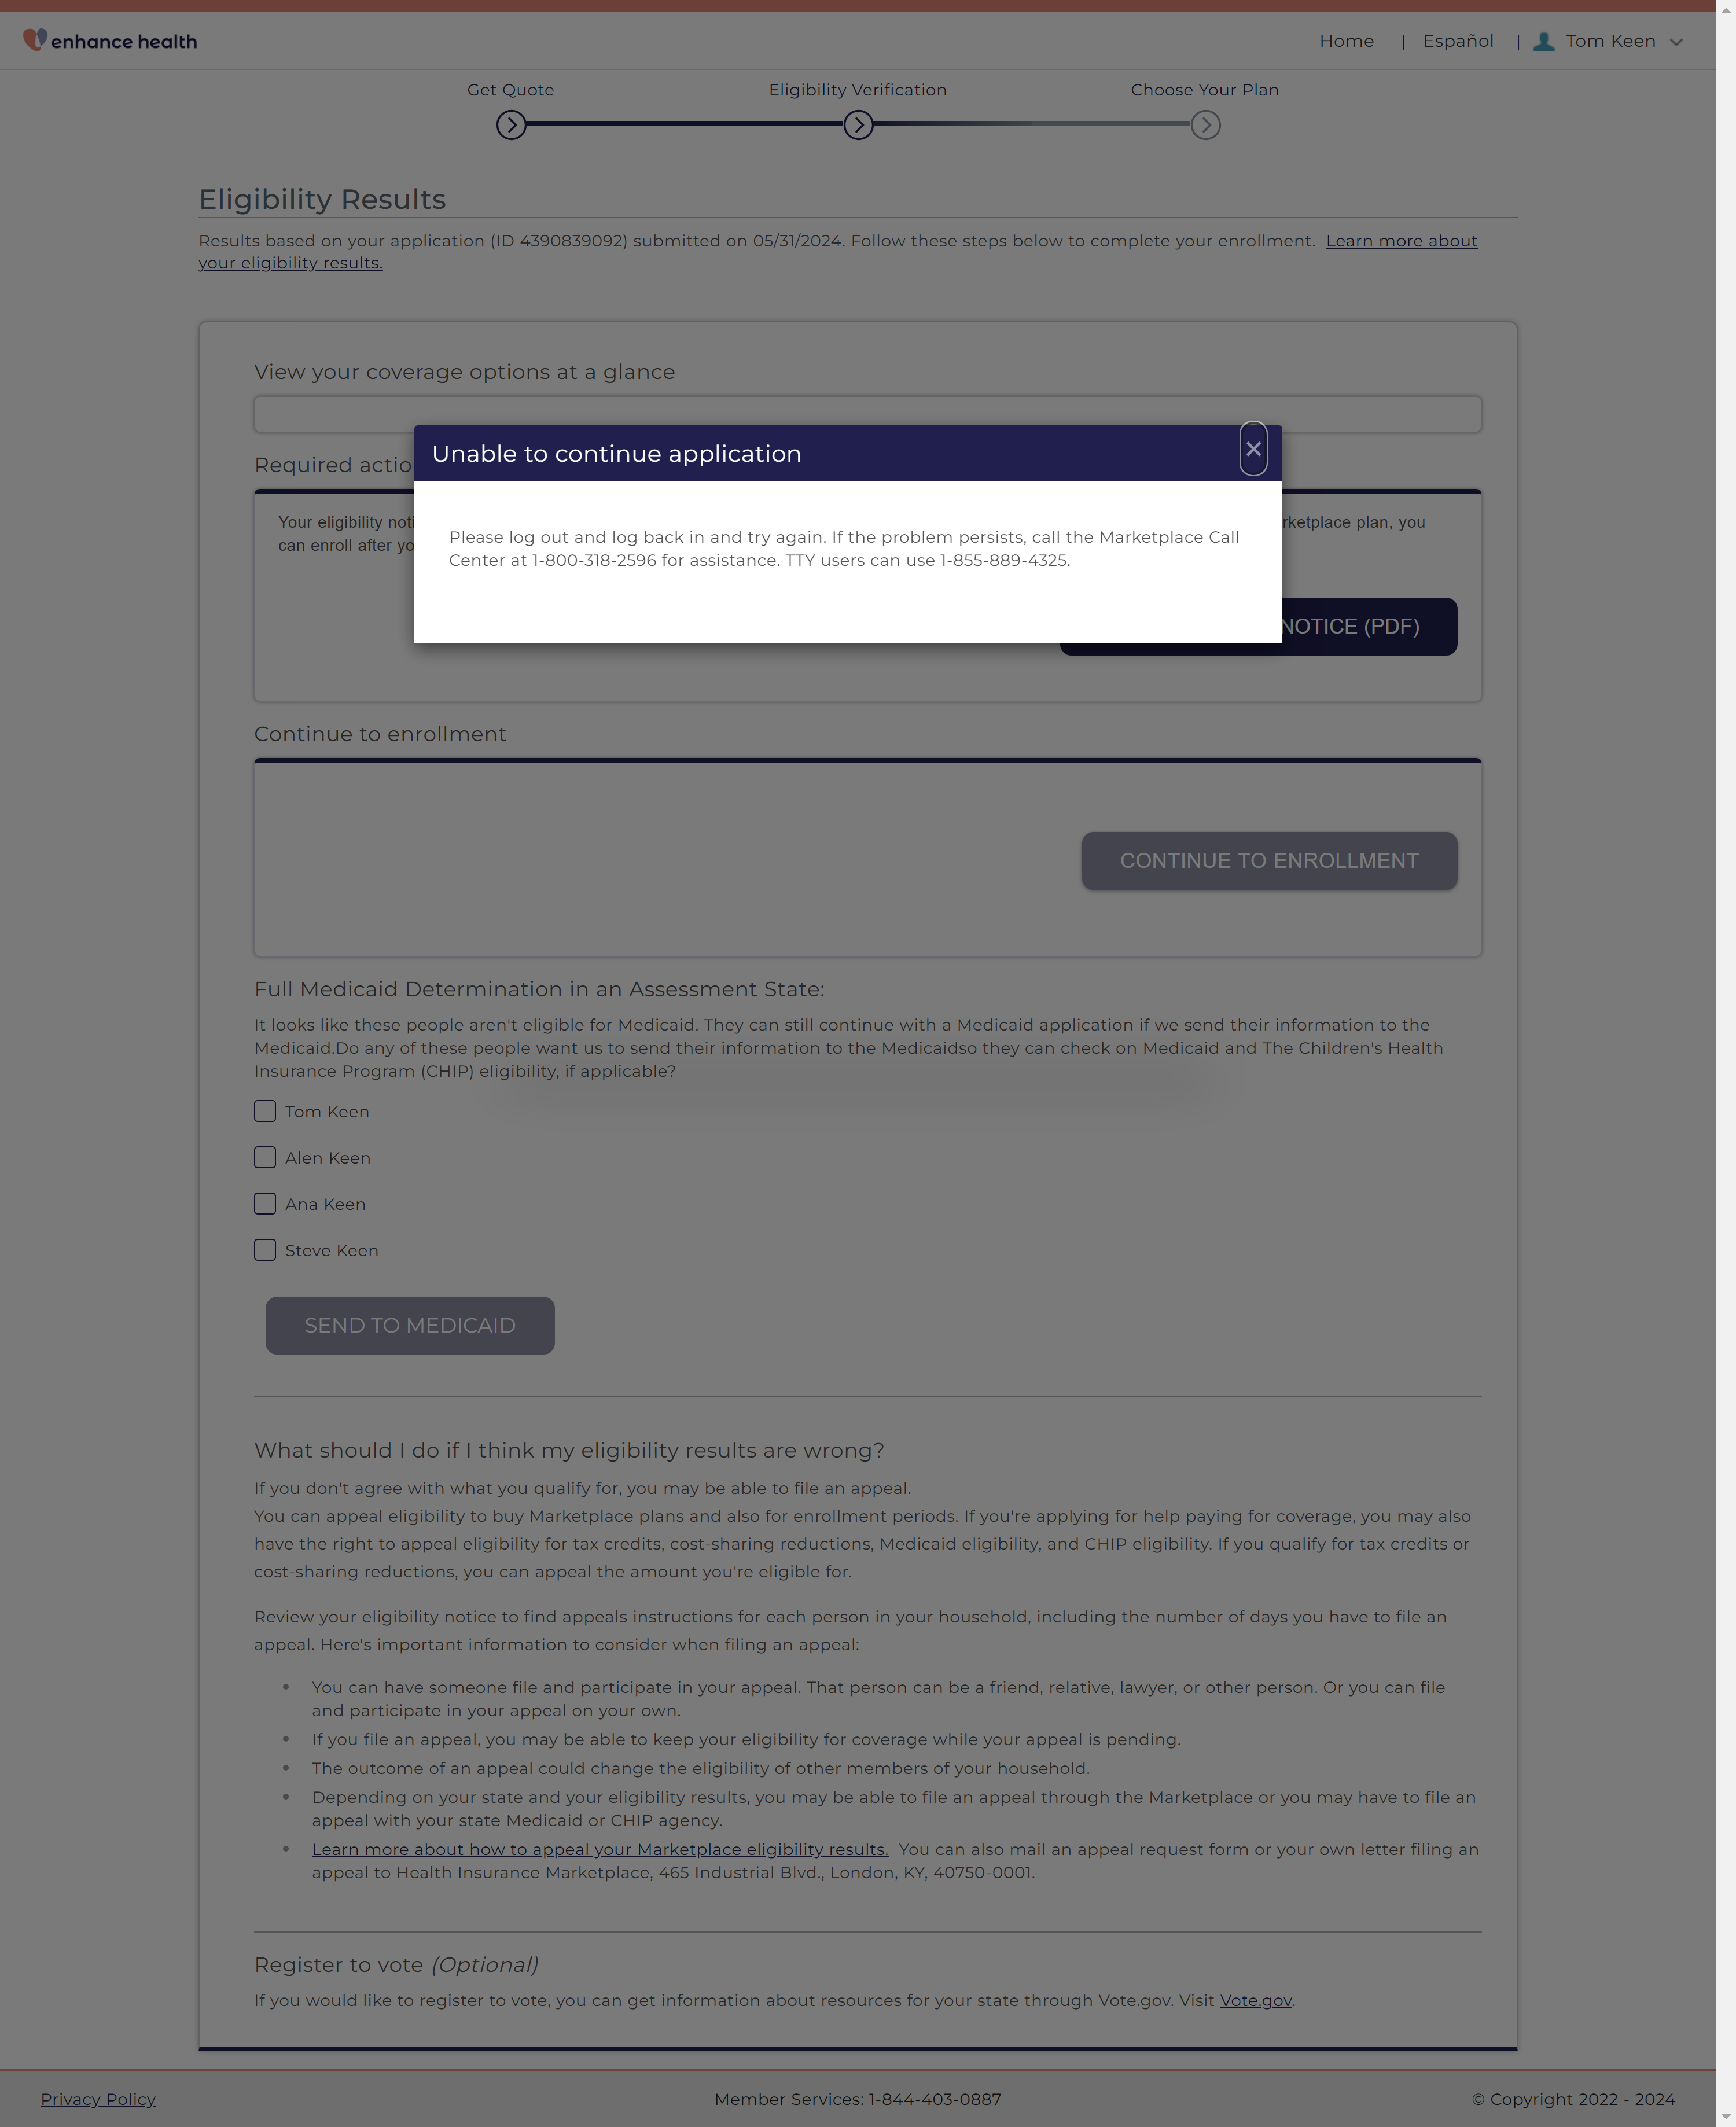 enhance health
Home | Español | Tom Keen
Get Quote Eligibility Verification Choose Your Plan
Eligibility Results
Results based on your application (ID 4390839092) submitted on 05/31/2024. Follow these steps below to complete your enrollment. Learn more about
your eligibility results.
View your coverage options at a glance
Unable to continue application
Required actio
Your eligibility noti rketplace plan, you
can enroll after yo
Please log out and log back in and try again. If the problem persists, call the Marketplace Call
Center at 1-800-318-2596 for assistance. TTY users can use 1-855-889-4325.
NOTICE (PDF)
Continue to enrollment
CONTINUE TO ENROLLMENT
Full Medicaid Determination in an Assessment State:
It looks like these people aren't eligible for Medicaid. They can still continue with a Medicaid application if we send their information to the
Medicaid.Do any of these people want us to send their information to the Medicaidso they can check on Medicaid and The Children's Health
Insurance Program (CHIP) eligibility, if applicable?
Tom Keen
Alen Keen
Ana Keen
Steve Keen
SEND TO MEDICAID
What should I do if I think my eligibility results are wrong?
If you don't agree with what you qualify for, you may be able to file an appeal.
You can appeal eligibility to buy Marketplace plans and also for enrollment periods. If you're applying for help paying for coverage, you may also
have the right to appeal eligibility for tax credits, cost-sharing reductions, Medicaid eligibility, and CHIP eligibility. If you qualify for tax credits or
cost-sharing reductions, you can appeal the amount you're eligible for.
Review your eligibility notice to find appeals instructions for each person in your household, including the number of days you have to file an
appeal. Here's important information to consider when filing an appeal:
• You can have someone file and participate in your appeal. That person can be a friend, relative, lawyer, or other person. Or you can file
and participate in your appeal on your own.
• If you file an appeal, you may be able to keep your eligibility for coverage while your appeal is pending.
• The outcome of an appeal could change the eligibility of other members of your household.
• Depending on your state and your eligibility results, you may be able to file an appeal through the Marketplace or you may have to file an
appeal with your state Medicaid or CHIP agency.
• Learn more about how to appeal your Marketplace eligibility results. You can also mail an appeal request form or your own letter filing an
appeal to Health Insurance Marketplace, 465 Industrial Blvd., London, KY, 40750-0001.
Register to vote (Optional)
If you would like to register to vote, you can get information about resources for your state through Vote.gov. Visit Vote.gov.
Privacy Policy Member Services: 1-844-403-0887 © Copyright 2022 - 2024